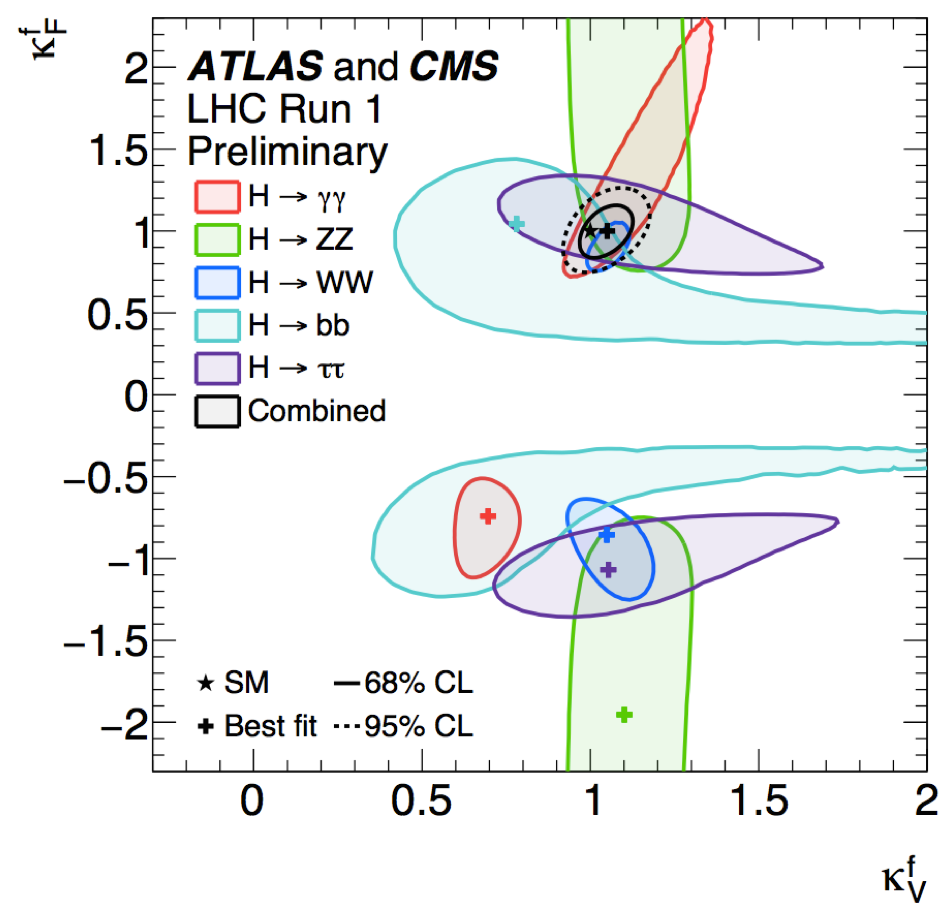 κ_F^f
2
1.5
1
0.5
0
−0.5
−1
−1.5
−2
ATLAS and CMS
LHC Run 1
Preliminary
H → γγ
H → ZZ
H → WW
H → bb
H → ττ
Combined
SM 68% CL
Best fit 95% CL
0 0.5 1 1.5 2
κ_V^f